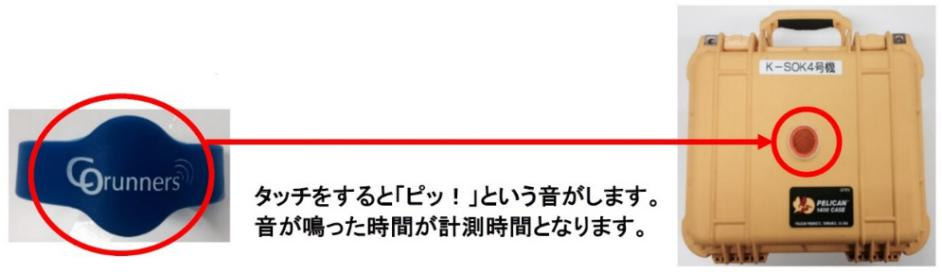 K-SOK4号機
GOrunners
タッチをすると「ピッ！」という音がします。
音が鳴った時間が計測時間となります。
PELICAN
1400 CASE